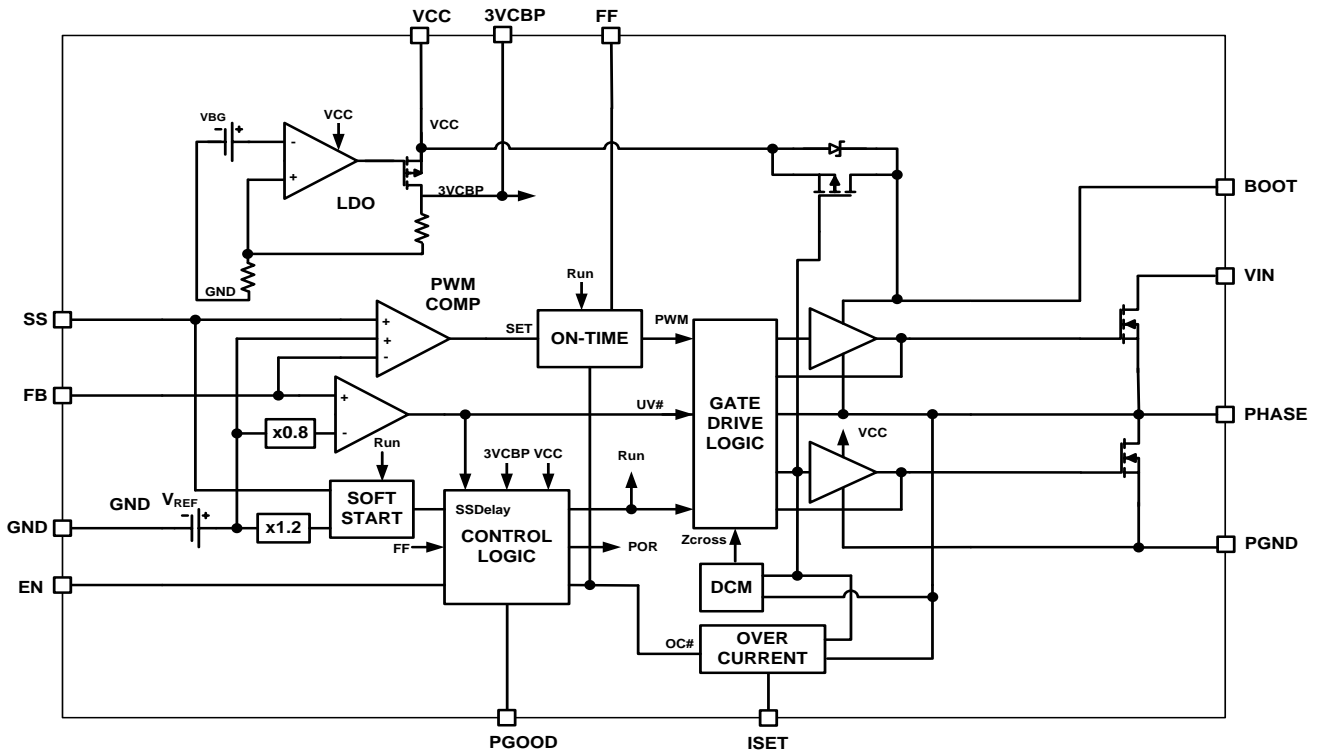 VCC
3VCBP
FF
VBG
- +
VCC
VCC
-
+
LDO
3VCBP
GND
BOOT
VIN
PWM
COMP
Run
SS
+
+
-
SET
ON-TIME
PWM
FB
+
-
x0.8
UV#
GATE
DRIVE
LOGIC
PHASE
VCC
Run
3VCBP VCC
Run
SOFT
START
SSDelay
CONTROL
LOGIC
GND
GND
VREF
- +
x1.2
FF
POR
Zcross
PGND
EN
DCM
OC#
OVER
CURRENT
PGOOD
ISET